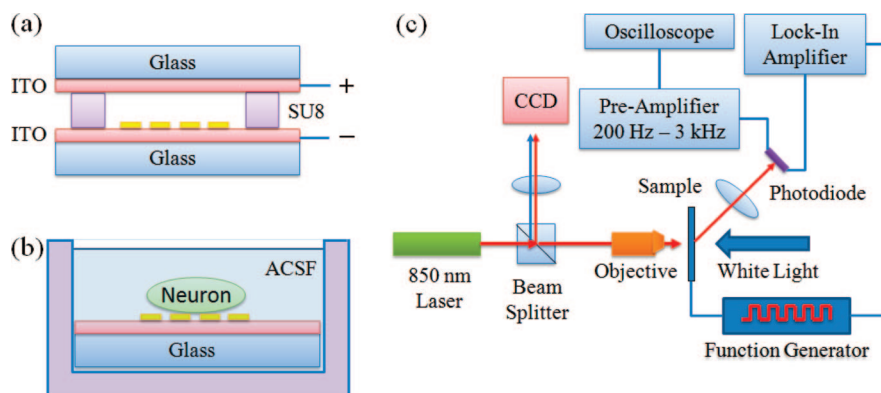 (a)
Glass
ITO
+
SU8
ITO
−
Glass
(b)
ACSF
Neuron
Glass
(c)
Oscilloscope
Lock-In
Amplifier
CCD
Pre-Amplifier
200 Hz – 3 kHz
Sample
Photodiode
850 nm
Laser
Beam
Splitter
Objective
White Light
Function Generator